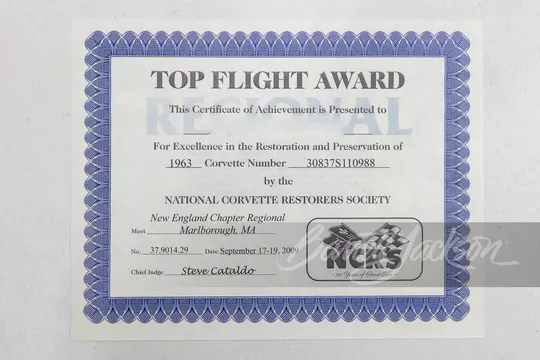 TOP FLIGHT AWARD
This Certificate of Achievement is Presented to
REGIONAL
For Excellence in the Restoration and Preservation of
1963 Corvette Number 30837S110988
by the
NATIONAL CORVETTE RESTORERS SOCIETY
New England Chapter Regional
Meet Marlborough, MA
No. 37.9014.29 Date September 17-19, 2009
Chief Judge Steve Cataldo
NCRS
Barrett-Jackson